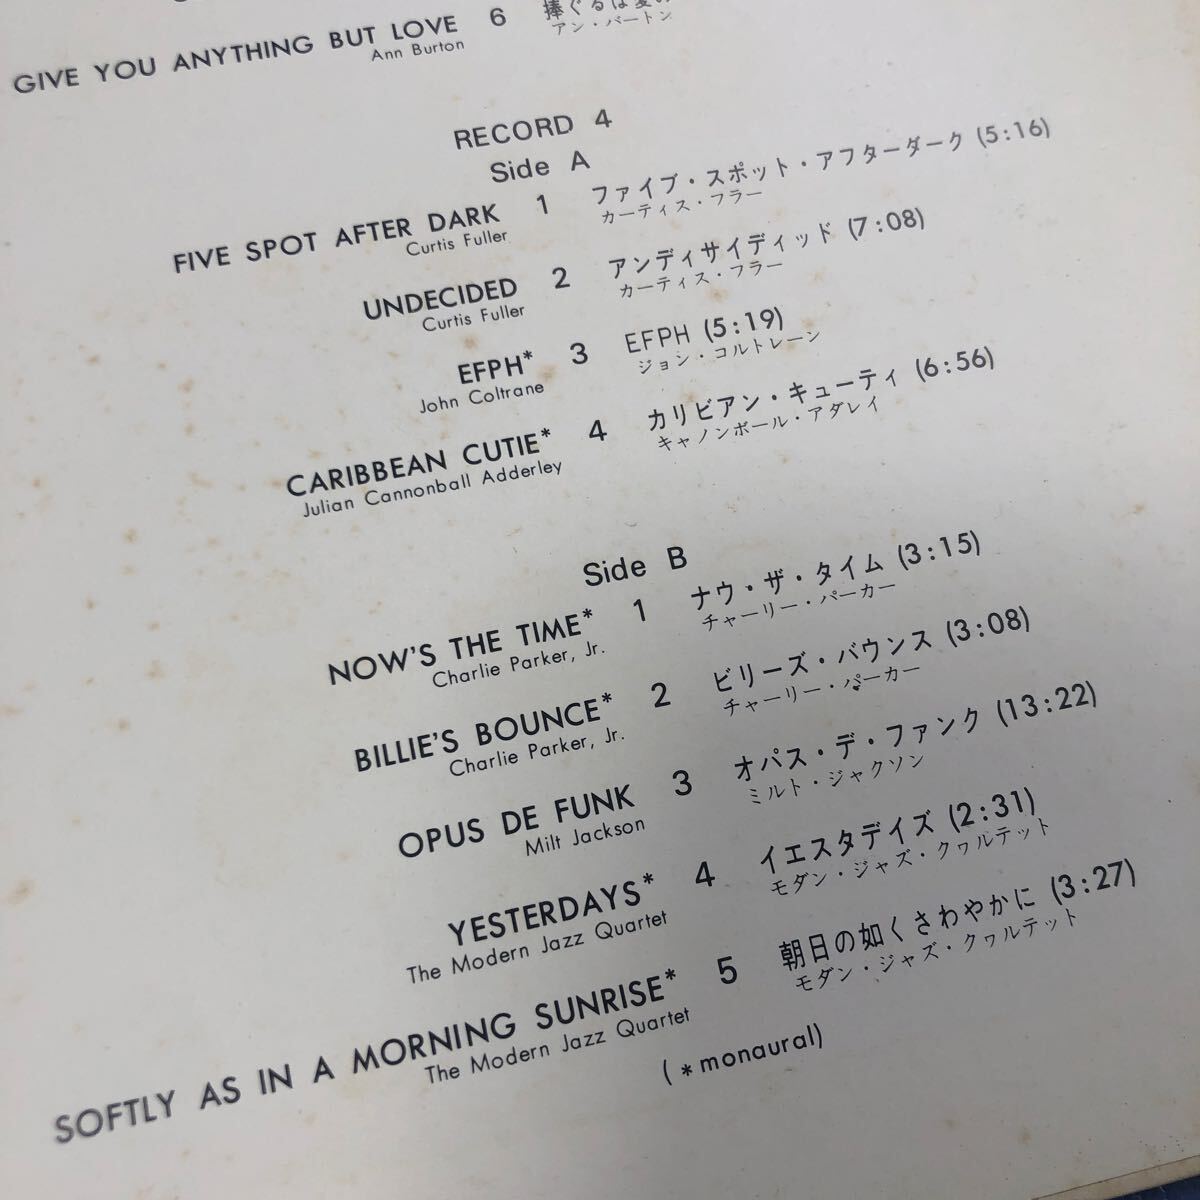 GIVE YOU ANYTHING BUT LOVE 6 捧ぐるは愛の
Ann Burton アン・バートン
RECORD 4
Side A
FIVE SPOT AFTER DARK 1 ファイブ・スポット・アフターダーク (5:16)
Curtis Fuller カーティス・フラー
UNDECIDED 2 アンディサイディッド (7:08)
Curtis Fuller カーティス・フラー
EFPH* 3 EFPH (5:19)
John Coltrane ジョン・コルトレーン
CARIBBEAN CUTIE* 4 カリビアン・キューティ (6:56)
Julian Cannonball Adderley キャノンボール・アダレイ
Side B
NOW'S THE TIME* 1 ナウ・ザ・タイム (3:15)
Charlie Parker, Jr. チャーリー・パーカー
BILLIE'S BOUNCE* 2 ビリーズ・バウンス (3:08)
Charlie Parker, Jr. チャーリー・パーカー
OPUS DE FUNK 3 オパス・デ・ファンク (13:22)
Milt Jackson ミルト・ジャクソン
YESTERDAYS* 4 イエスタデイズ (2:31)
The Modern Jazz Quartet モダン・ジャズ・クヮルテット
SOFTLY AS IN A MORNING SUNRISE* 5 朝日の如くさわやかに (3:27)
The Modern Jazz Quartet モダン・ジャズ・クヮルテット
(*monaural)